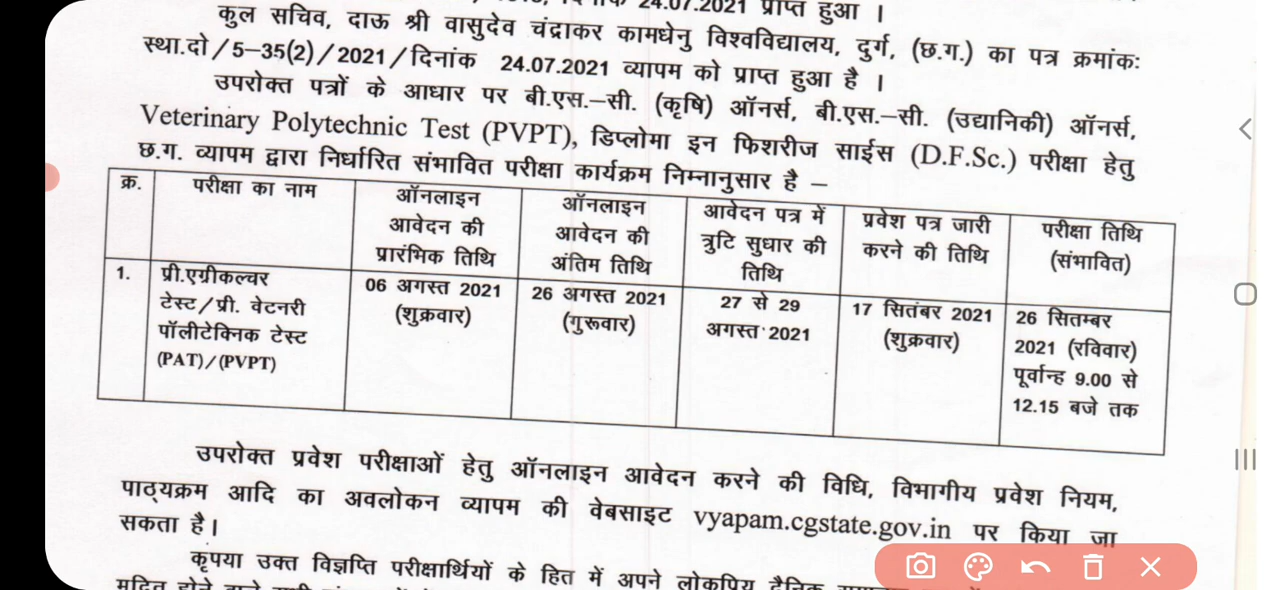 24.07.2021 प्राप्त हुआ ।
कुल सचिव, दाऊ श्री वासुदेव चंद्राकर कामधेनु विश्वविद्यालय, दुर्ग, (छ.ग.) का पत्र क्रमांकः
स्था.दो/5–35(2)/2021/दिनांक 24.07.2021 व्यापम को प्राप्त हुआ है ।
उपरोक्त पत्रों के आधार पर बी.एस.–सी. (कृषि) ऑनर्स, बी.एस.–सी. (उद्यानिकी) ऑनर्स,
Veterinary Polytechnic Test (PVPT), डिप्लोमा इन फिशरीज साईस (D.F.Sc.) परीक्षा हेतु
छ.ग. व्यापम द्वारा निर्धारित संभावित परीक्षा कार्यक्रम निम्नानुसार है –
क्र.
परीक्षा का नाम
ऑनलाइन
आवेदन की
प्रारंभिक तिथि
ऑनलाइन
आवेदन की
अंतिम तिथि
आवेदन पत्र में
त्रुटि सुधार की
तिथि
प्रवेश पत्र जारी
करने की तिथि
परीक्षा तिथि
(संभावित)
1.
प्री.एग्रीकल्चर
टेस्ट/प्री. वेटनरी
पॉलीटेक्निक टेस्ट
(PAT)/(PVPT)
06 अगस्त 2021
(शुक्रवार)
26 अगस्त 2021
(गुरूवार)
27 से 29
अगस्त 2021
17 सितंबर 2021
(शुक्रवार)
26 सितम्बर
2021 (रविवार)
पूर्वान्ह 9.00 से
12.15 बजे तक
उपरोक्त प्रवेश परीक्षाओं हेतु ऑनलाइन आवेदन करने की विधि, विभागीय प्रवेश नियम,
पाठ्यक्रम आदि का अवलोकन व्यापम की वेबसाइट vyapam.cgstate.gov.in पर किया जा
सकता है।
कृपया उक्त विज्ञप्ति परीक्षार्थियों के हित में अपने लोकप्रिय दैनिक